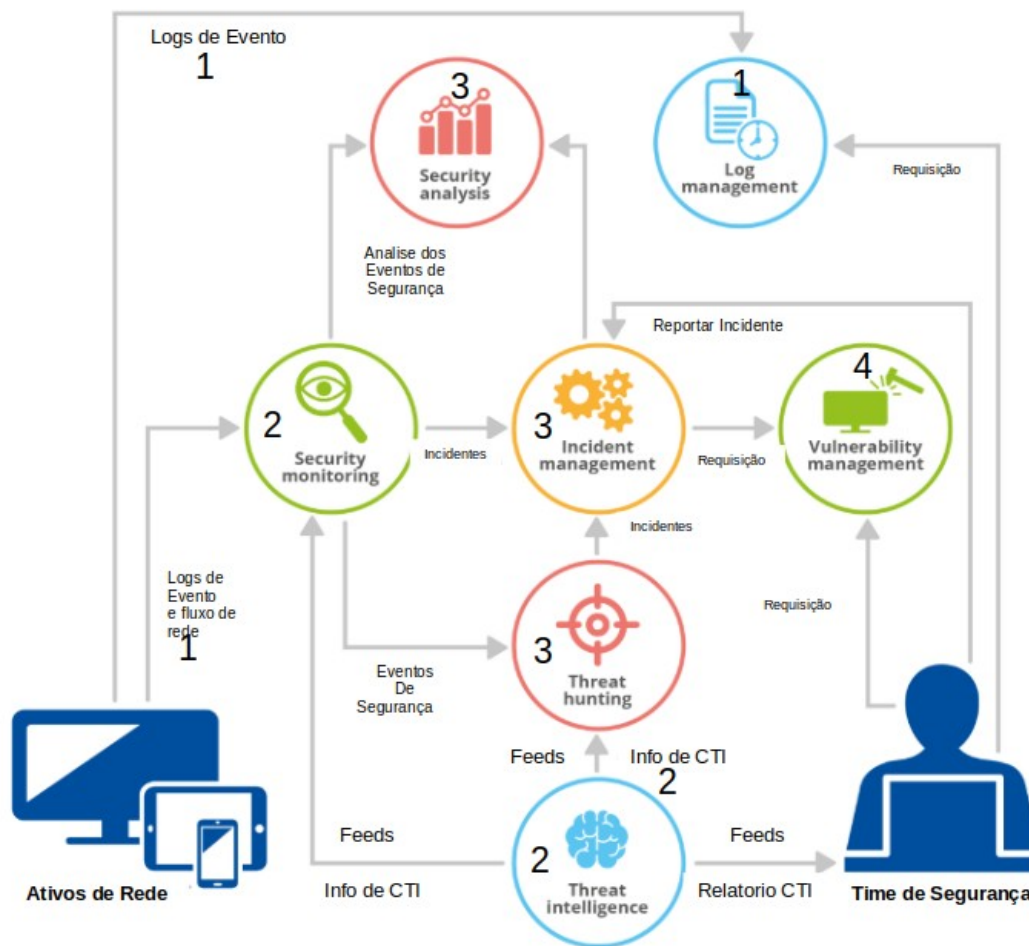 Logs de Evento
1
3
Security
analysis
1
Log
management
Requisição
Analise dos
Eventos de
Segurança
Reportar Incidente
2
Security
monitoring
Incidentes
3
Incident
management
Requisição
4
Vulnerability
management
Incidentes
Logs de
Evento
e fluxo de
rede
1
Requisição
3
Threat
hunting
Eventos
De
Segurança
Feeds
Info de CTI
2
Feeds
Info de CTI
2
Threat
intelligence
Feeds
Relatorio CTI
Ativos de Rede
Time de Segurança